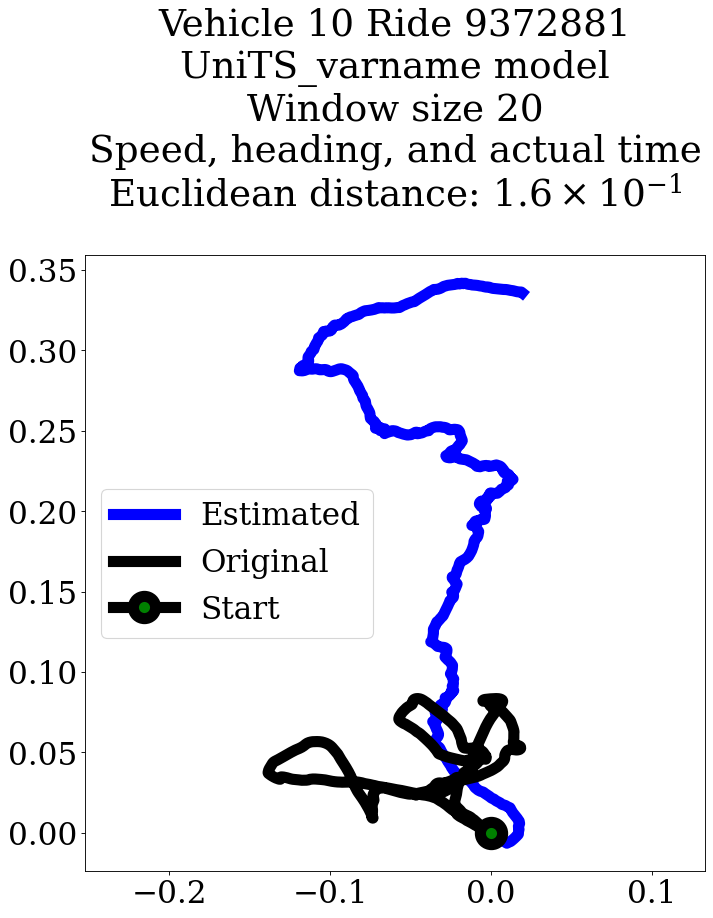 Vehicle 10 Ride 9372881
UniTS_varname model
Window size 20
Speed, heading, and actual time
Euclidean distance: $1.6 \times 10^{-1}$
0.35
0.30
0.25
0.20
0.15
0.10
0.05
0.00
Estimated
Original
Start
−0.2
−0.1
0.0
0.1